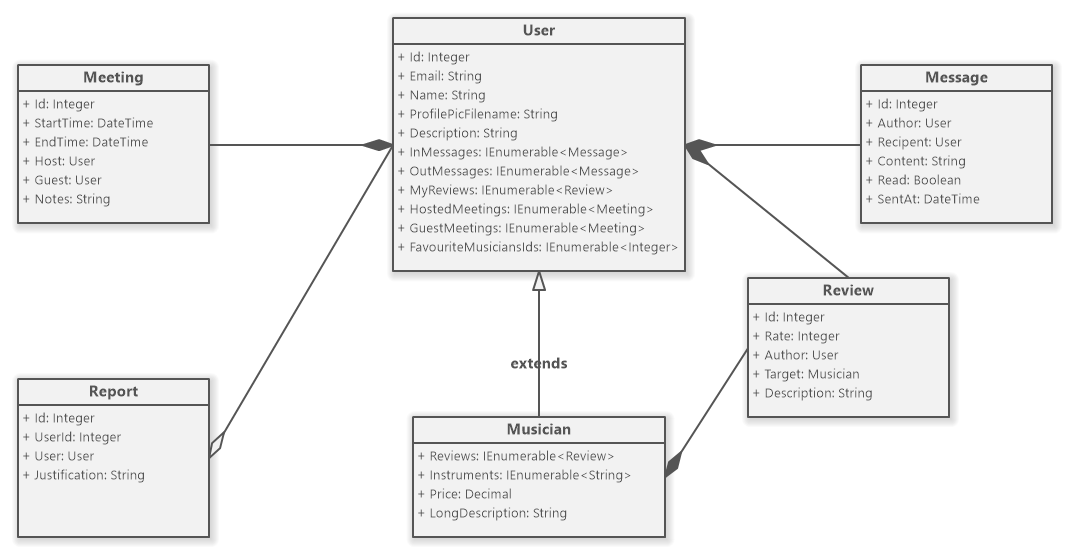 User
+ Id: Integer
+ Email: String
+ Name: String
+ ProfilePicFilename: String
+ Description: String
+ InMessages: IEnumerable<Message>
+ OutMessages: IEnumerable<Message>
+ MyReviews: IEnumerable<Review>
+ HostedMeetings: IEnumerable<Meeting>
+ GuestMeetings: IEnumerable<Meeting>
+ FavouriteMusiciansIds: IEnumerable<Integer>
Meeting
+ Id: Integer
+ StartTime: DateTime
+ EndTime: DateTime
+ Host: User
+ Guest: User
+ Notes: String
Message
+ Id: Integer
+ Author: User
+ Recipent: User
+ Content: String
+ Read: Boolean
+ SentAt: DateTime
Review
+ Id: Integer
+ Rate: Integer
+ Author: User
+ Target: Musician
+ Description: String
extends
Report
+ Id: Integer
+ UserId: Integer
+ User: User
+ Justification: String
Musician
+ Reviews: IEnumerable<Review>
+ Instruments: IEnumerable<String>
+ Price: Decimal
+ LongDescription: String